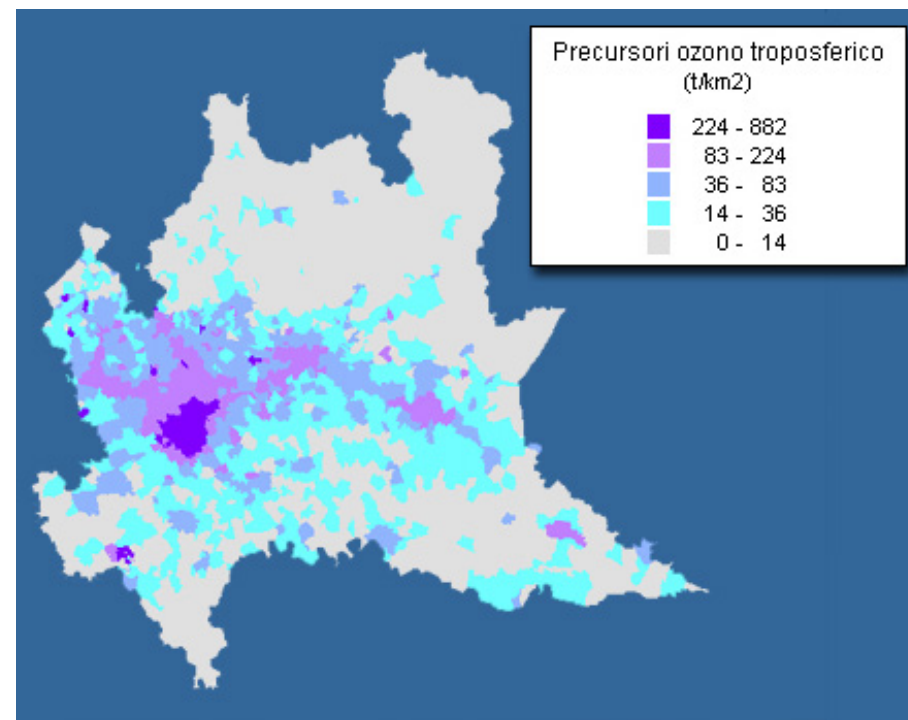 Precursori ozono troposferico
(t/km2)
224 - 882
83 - 224
36 - 83
14 - 36
0 - 14